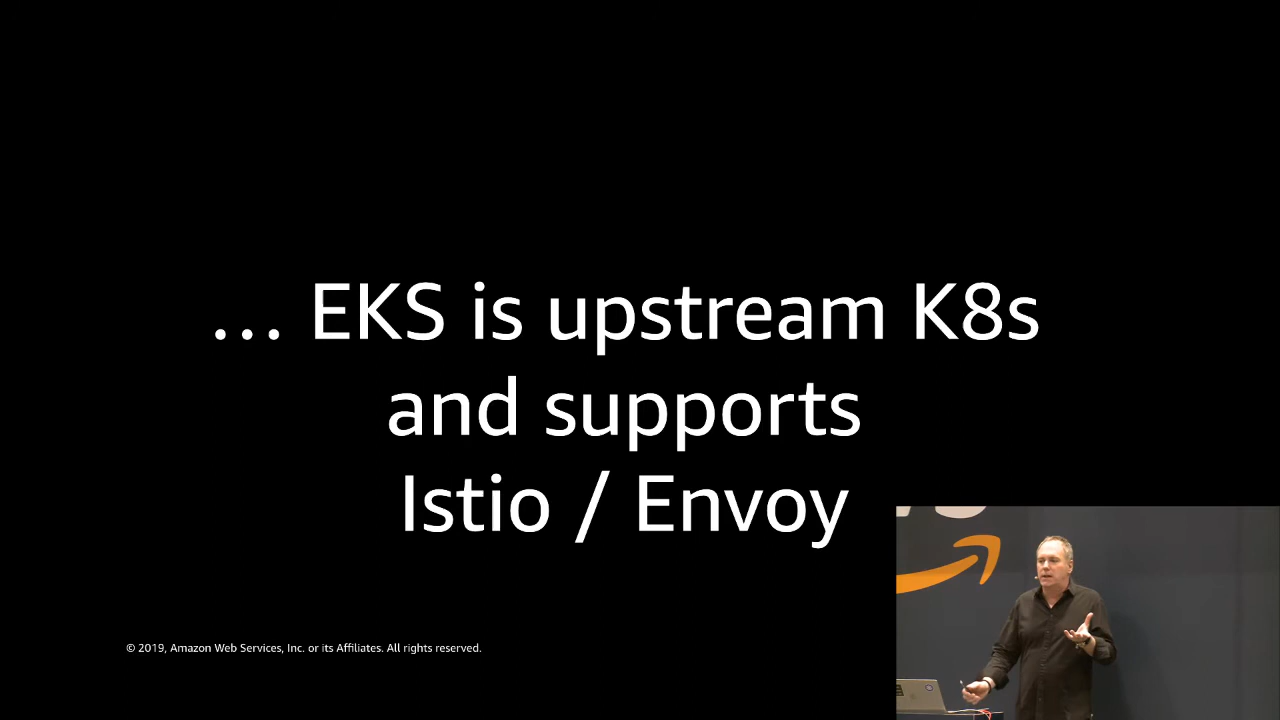 … EKS is upstream K8s
and supports
Istio / Envoy
© 2019, Amazon Web Services, Inc. or its Affiliates. All rights reserved.